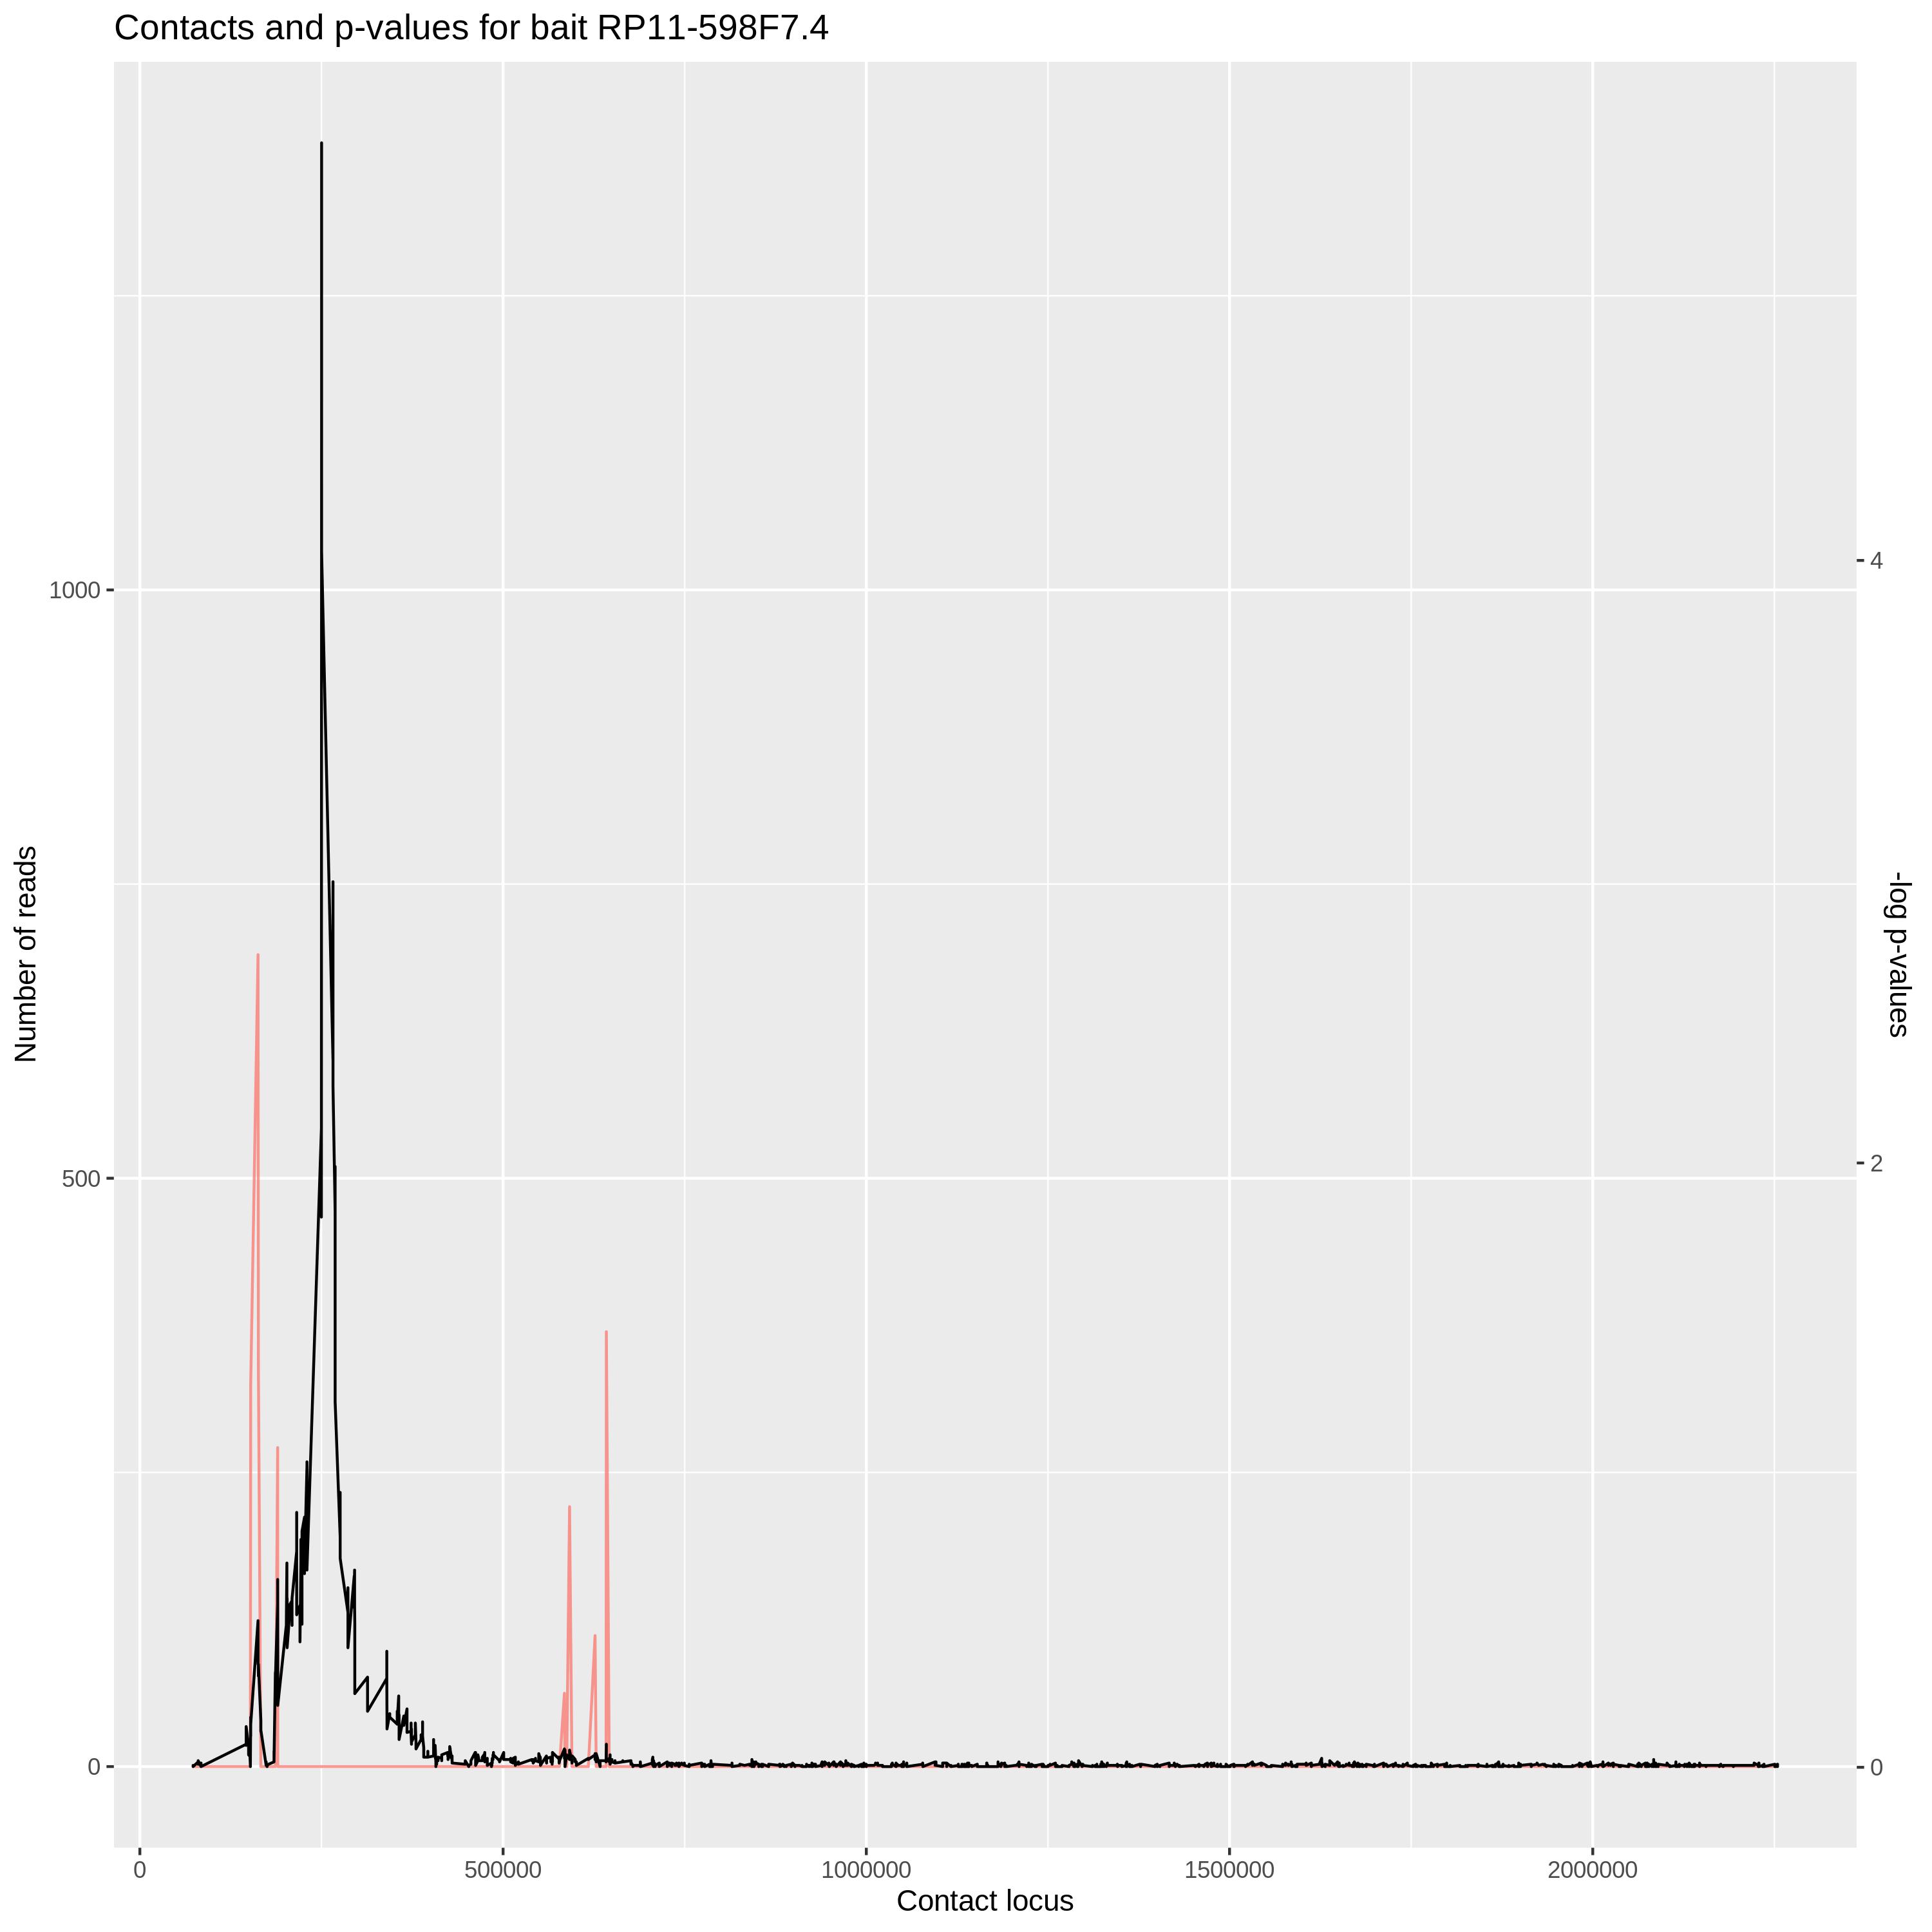 Contacts and p-values for bait RP11-598F7.4
1000
500
0
Number of reads
4
2
0
-log p-values
0
500000
1000000
1500000
2000000
Contact locus